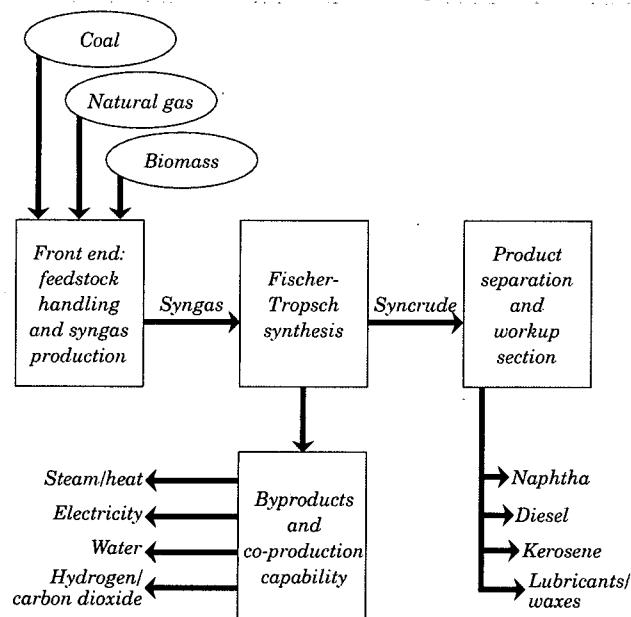 Coal
Natural gas
Biomass
Front end:
feedstock
handling
and syngas
production
Syngas
Fischer-
Tropsch
synthesis
Syncrude
Product
separation
and
workup
section
Steam/heat
Electricity
Water
Hydrogen/
carbon dioxide
Byproducts
and
co-production
capability
Naphtha
Diesel
Kerosene
Lubricants/
waxes